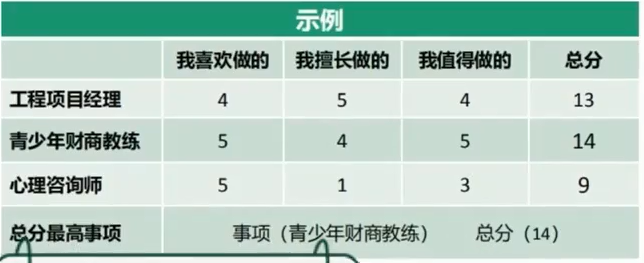 示例
我喜欢做的 我擅长做的 我值得做的 总分
工程项目经理 4 5 4 13
青少年财商教练 5 4 5 14
心理咨询师 5 1 3 9
总分最高事项 事项（青少年财商教练） 总分（14）